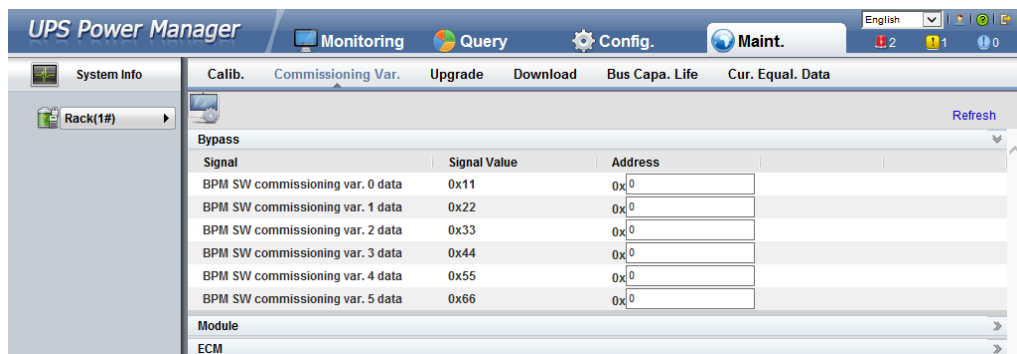 UPS Power Manager
Monitoring Query Config. Maint.
English
2 1 0
System Info
Calib. Commissioning Var. Upgrade Download Bus Capa. Life Cur. Equal. Data
Rack(1#)
Refresh
Bypass
Signal Signal Value Address
BPM SW commissioning var. 0 data 0x11 0x 0
BPM SW commissioning var. 1 data 0x22 0x 0
BPM SW commissioning var. 2 data 0x33 0x 0
BPM SW commissioning var. 3 data 0x44 0x 0
BPM SW commissioning var. 4 data 0x55 0x 0
BPM SW commissioning var. 5 data 0x66 0x 0
Module
ECM